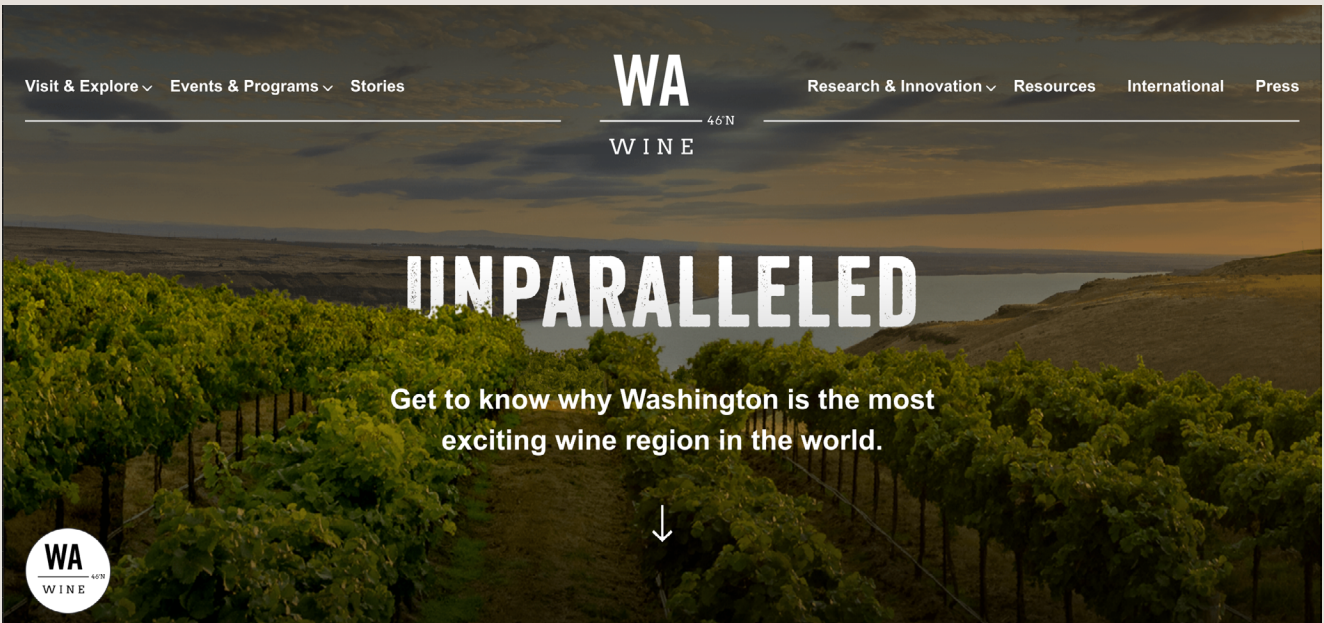 Visit & Explore
Events & Programs
Stories
WA
46°N
WINE
Research & Innovation
Resources
International
Press
UNPARALLELED
Get to know why Washington is the most
exciting wine region in the world.
WA
46°N
WINE